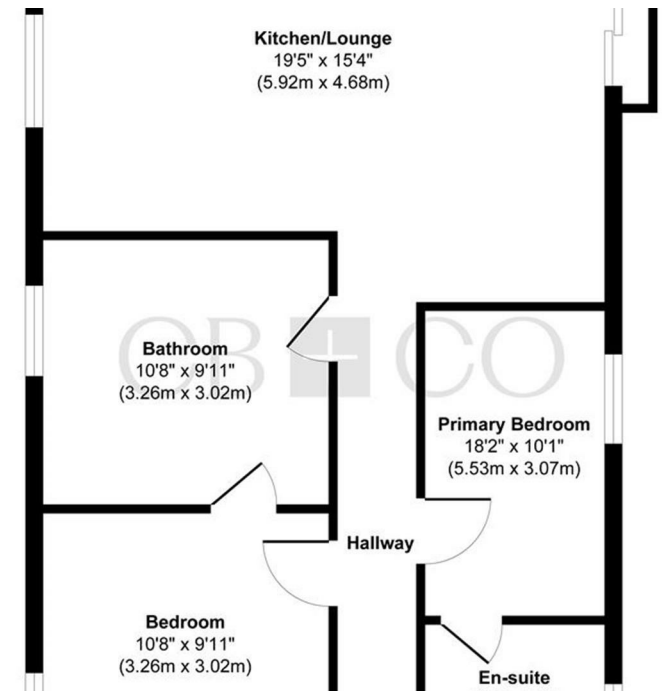 Kitchen/Lounge
19'5" x 15'4"
(5.92m x 4.68m)
OB + CO
Bathroom
10'8" x 9'11"
(3.26m x 3.02m)
Primary Bedroom
18'2" x 10'1"
(5.53m x 3.07m)
Hallway
Bedroom
10'8" x 9'11"
(3.26m x 3.02m)
En-suite